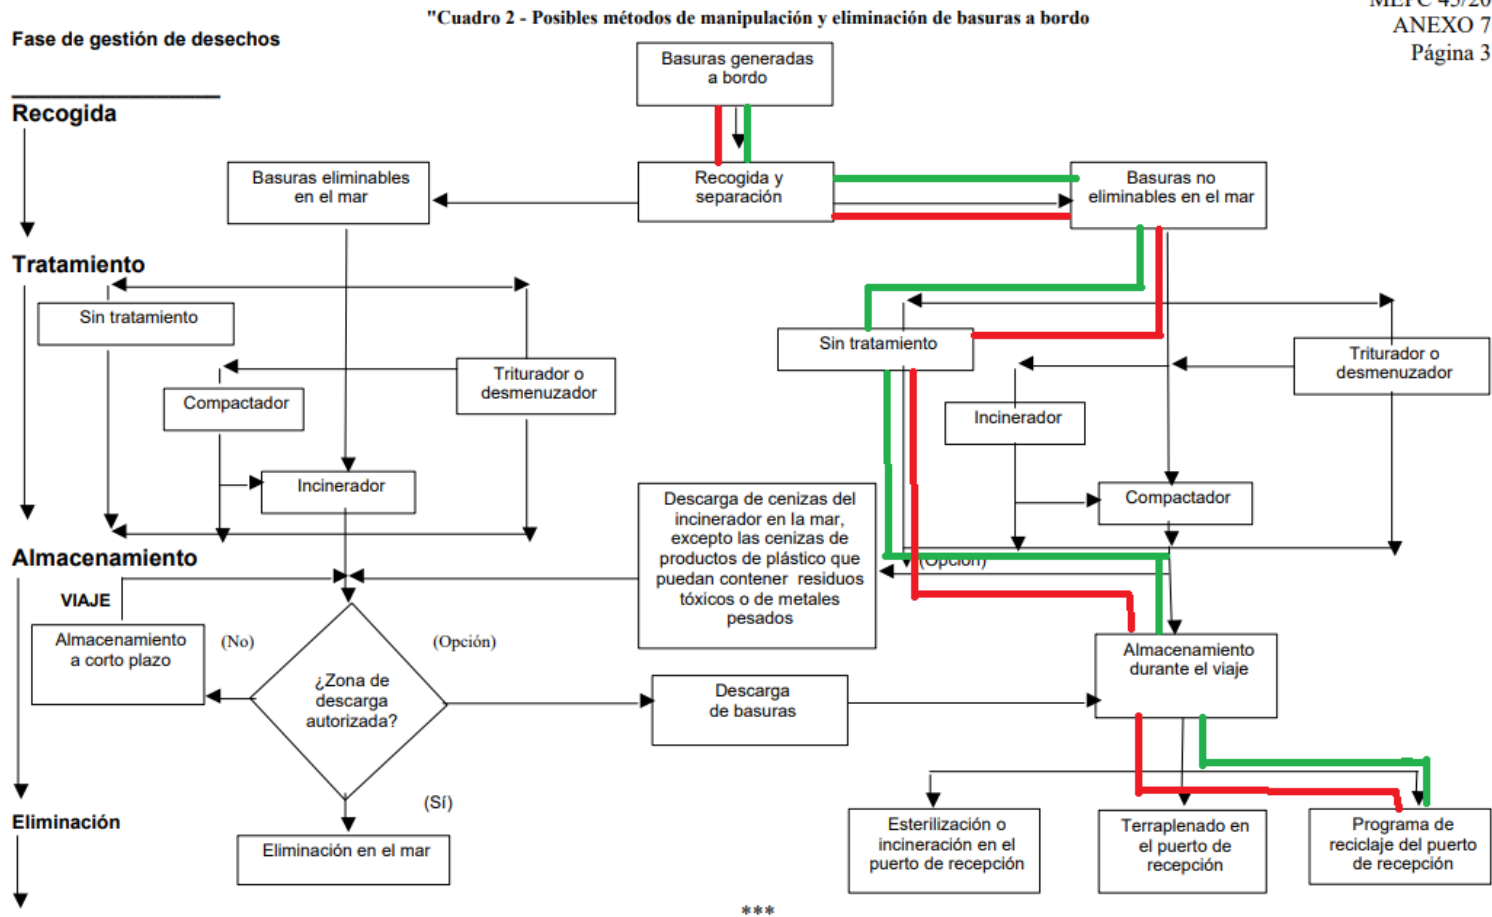 "Cuadro 2 - Posibles métodos de manipulación y eliminación de basuras a bordo
MEPC 45/20
ANEXO 7
Página 3
Fase de gestión de desechos
Basuras generadas
a bordo
Recogida
Basuras eliminables
en el mar
Recogida y
separación
Basuras no
eliminables en el mar
Tratamiento
Sin tratamiento
Compactador
Triturador o
desmenuzador
Incinerador
Sin tratamiento
Incinerador
Triturador o
desmenuzador
Compactador
Descarga de cenizas del
incinerador en la mar,
excepto las cenizas de
productos de plástico que
puedan contener residuos
tóxicos o de metales
pesados
(Opción)
Almacenamiento
VIAJE
Almacenamiento
a corto plazo
(No)
(Opción)
¿Zona de
descarga
autorizada?
Descarga
de basuras
Almacenamiento
durante el viaje
(Sí)
Eliminación
Eliminación en el mar
Esterilización o
incineración en el
puerto de recepción
Terraplenado en
el puerto de
recepción
Programa de
reciclaje del puerto
de recepción
***